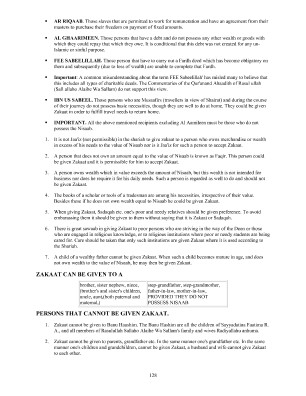 AR RIQAAB: Those slaves that are permitted to work for remuneration and have an agreement from their
masters to purchase their freedom on payment of fixed amounts.
AL GHAARIMEEN: Those persons that have a debt and do not possess any other wealth or goods with
which they could repay that which they owe. It is conditional that this debt was not created for any un-
Islamic or sinful purpose.
FEE SABEELILLAH: Those persons that have to carry out a Fardh deed which has become obligatory on
them and subsequently (due to loss of wealth) are unable to complete that Fardh.
Important: A common misunderstanding about the term FEE Sabeelillah has misled many to believe that
this includes all types of charitable deeds. The Commentaries of the Qur'aanul Ahaadith of Rasul allah
(Sall allahu Alaihe Wa Sallam) do not support this view.
IBN US SABEEL. Those persons who are Musaafirs (travellers in view of Shariat) and during the course
of their journey do not possess basic necessities, though they are well to do at home. They could be given
Zakaat in order to fulfill travel needs to return home.
IMPORTANT. All the above mentioned recipients excluding Al Aamileen must be those who do not
possess the Nisaab.
1. It is not Jaa'iz (not permissible) in the shariah to give zakaat to a person who owns merchandise or wealth
in excess of his needs to the value of Nisaab nor is it Jaa'iz for such a person to accept Zakaat.
2. A person that does not own an amount equal to the value of Nisaab is known as Faqir. This person could be
given Zakaat and it is permissible for him to accept Zakaat.
3. A person owns wealth which in value exceeds the amount of Nisaab, but this wealth is not intended for
business nor does he require it for his daily needs. Such a person is regarded as well to do and should not
be given Zakaat.
4. The books of a scholar or tools of a tradesman are among his necessities, irrespective of their value.
Besides these if he does not own wealth equal to Nisaab he could be given Zakaat.
5. When giving Zakaat, Sadaqah etc. one's poor and needy relatives should be given preference. To avoid
embarrassing them it should be given to them without saying that it is Zakaat or Sadaqah.
6. There is great sawaab in giving Zakaat to poor persons who are striving in the way of the Deen or those
who are engaged in religious knowledge, or to religious institutions where poor or needy students are being
cared for. Care should be taken that only such institutions are given Zakaat where it is used according to
the Shariah.
7. A child of a wealthy father cannot be given Zakaat. When such a child becomes mature in age, and does
not own wealth to the value of Nisaab, he may then be given Zakaat.
ZAKAAT CAN BE GIVEN TO A
brother, sister nephew, niece, (brother's and sister's children, uncle, aunts(both paternal and maternal.)
step-grandfather, step-grandmother, father-in-law, mother-in-law, PROVIDED THEY DO NOT POSSESS NISAAB
PERSONS THAT CANNOT BE GIVEN ZAKAAT.
1. Zakaat cannot be given to Banu Hashim. The Banu Hashim are all the children of Sayyadatina Faatima R.
A., and all members of Rasulullah Sallahu Alaihe Wa Sallam's family and wives Radiyallahu anhuma.
2. Zakaat cannot be given to parents, grandfather etc. In the same manner one's grandfather etc. In the same
manner one's children and grandchildren, cannot be given Zakaat, a husband and wife cannot give Zakaat
to each other.
128